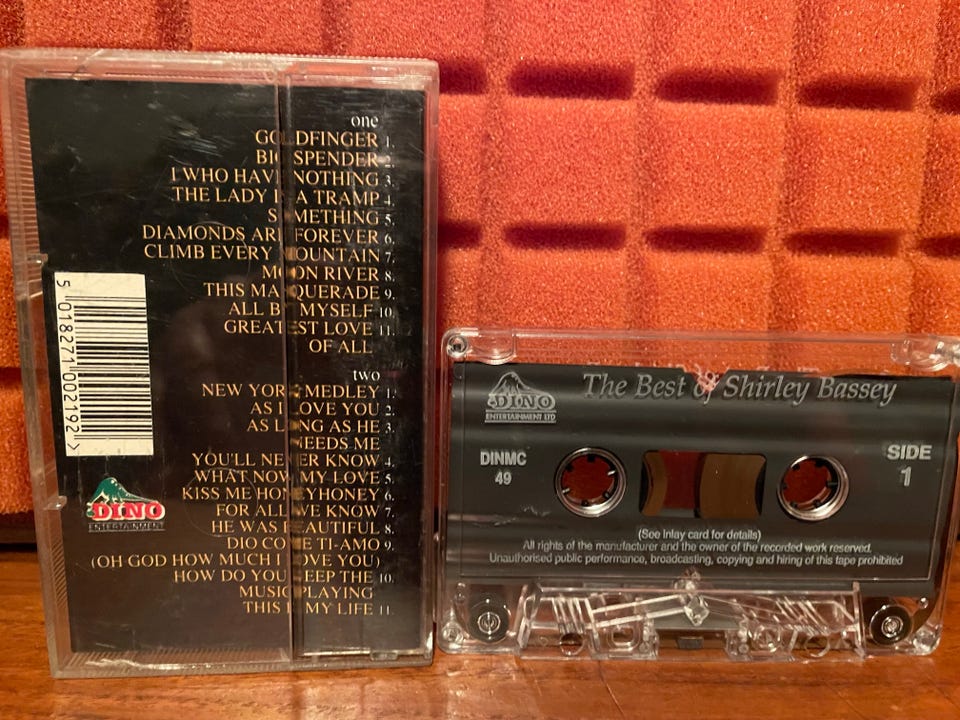 one
GOLDFINGER 1.
BIG SPENDER 2.
I WHO HAVE NOTHING 3.
THE LADY IS A TRAMP 4.
SOMETHING 5.
DIAMONDS ARE FOREVER 6.
CLIMB EVERY MOUNTAIN 7.
MOON RIVER 8.
THIS MASQUERADE 9.
ALL BY MYSELF 10.
GREATEST LOVE 11.
OF ALL
two
NEW YORK MEDLEY 1.
AS I LOVE YOU 2.
AS LONG AS HE 3.
NEEDS ME
YOU'LL NEVER KNOW 4.
WHAT NOW MY LOVE 5.
KISS ME HONEYHONEY 6.
FOR ALL WE KNOW 7.
HE WAS BEAUTIFUL 8.
DIO COME TI-AMO 9.
(OH GOD HOW MUCH I LOVE YOU)
HOW DO YOU KEEP THE 10.
MUSIC PLAYING
THIS IS MY LIFE 11.
5 018271 002192 >
DINO
ENTERTAINMENT
DINO
ENTERTAINMENT LTD
The Best of Shirley Bassey
DINMC
49
SIDE
1
(See inlay card for details)
All rights of the manufacturer and the owner of the recorded work reserved.
Unauthorised public performance, broadcasting, copying and hiring of this tape prohibited